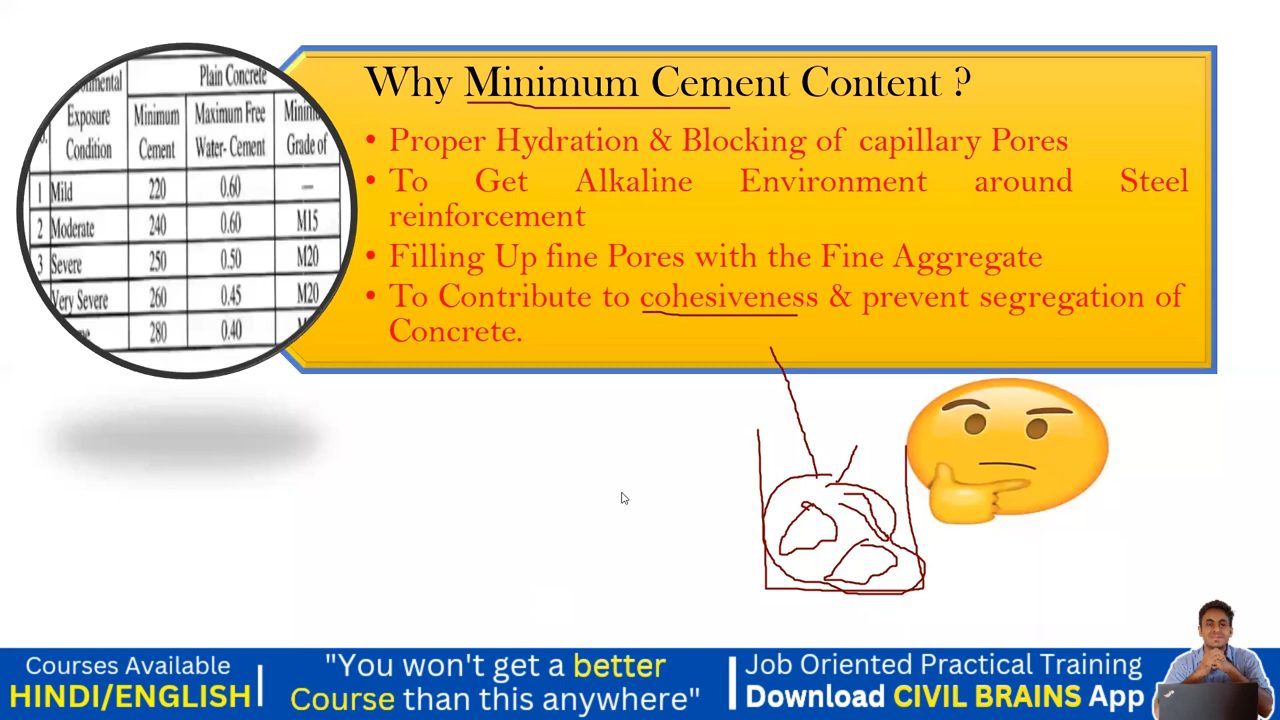 Plain Concrete
Exposure Condition
Minimum Cement
Maximum Free Water- Cement
Grade of
1 Mild 220 0.60 —
2 Moderate 240 0.60 M15
3 Severe 250 0.50 M20
Very Severe 260 0.45 M20
280 0.40
Why Minimum Cement Content ?
• Proper Hydration & Blocking of capillary Pores
• To Get Alkaline Environment around Steel
reinforcement
• Filling Up fine Pores with the Fine Aggregate
• To Contribute to cohesiveness & prevent segregation of
Concrete.
Courses Available
HINDI/ENGLISH
"You won't get a better
Course than this anywhere"
Job Oriented Practical Training
Download CIVIL BRAINS App